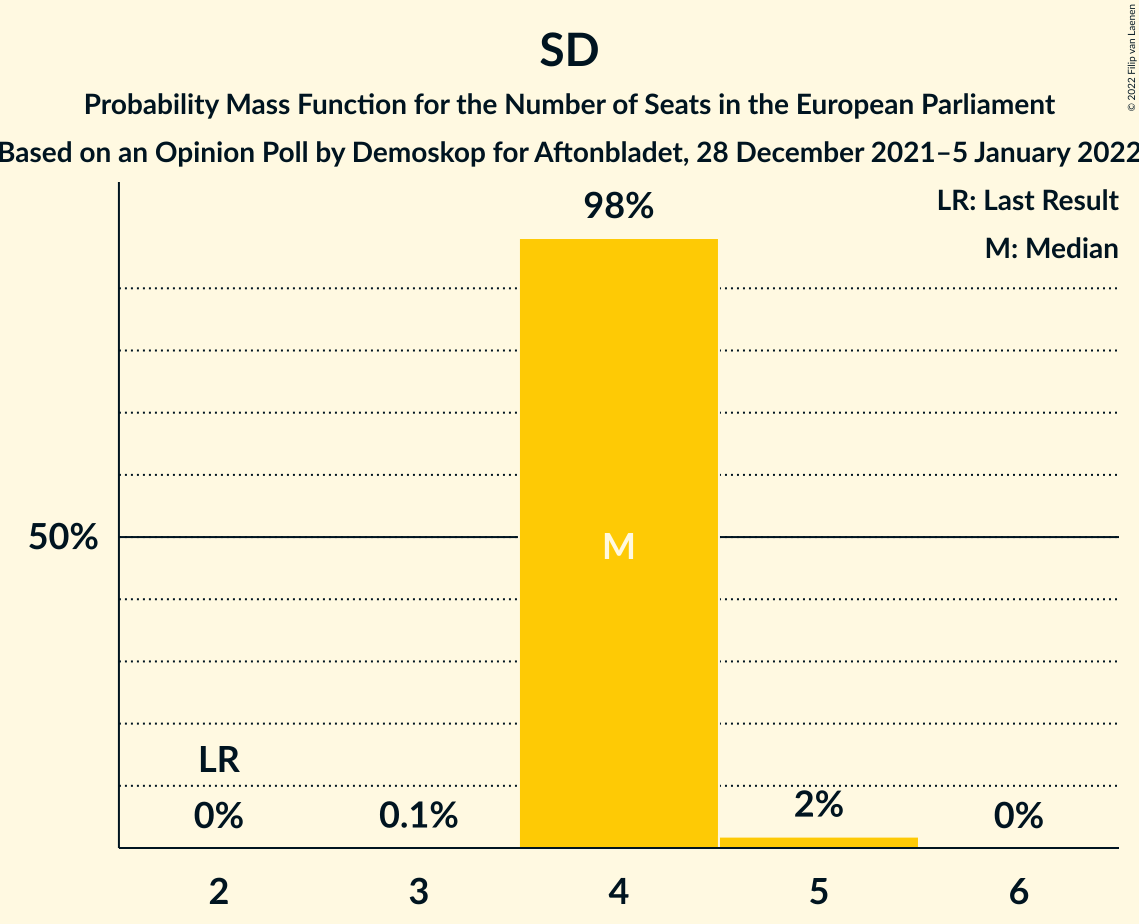 SD
Probability Mass Function for the Number of Seats in the European Parliament
Based on an Opinion Poll by Demoskop for Aftonbladet, 28 December 2021–5 January 2022
© 2022 Filip van Laenen
LR: Last Result
M: Median
98%
50%
M
LR
0%
0.1%
2%
0%
2
3
4
5
6